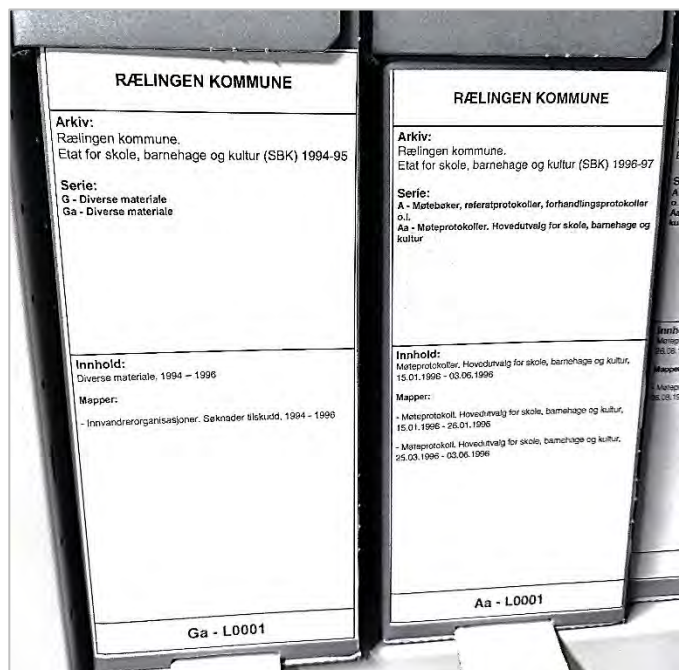 RÆLINGEN KOMMUNE
Arkiv:
Rælingen kommune.
Etat for skole, barnehage og kultur (SBK) 1994-95
Serie:
G - Diverse materiale
Ga - Diverse materiale
Innhold:
Diverse materiale, 1994 – 1996
Mapper:
- Innvandrerorganisasjoner. Søknader tilskudd, 1994 - 1996
Ga - L0001
RÆLINGEN KOMMUNE
Arkiv:
Rælingen kommune.
Etat for skole, barnehage og kultur (SBK) 1996-97
Serie:
A - Møtebøker, referatprotokoller, forhandlingsprotokoller
o.l.
Aa - Møteprotokoller. Hovedutvalg for skole, barnehage og
kultur
Innhold:
Møteprotokoller. Hovedutvalg for skole, barnehage og kultur,
15.01.1996 - 03.06.1996
Mapper:
- Møteprotokoll. Hovedutvalg for skole, barnehage og kultur,
15.01.1996 - 26.01.1996
- Møteprotokoll. Hovedutvalg for skole, barnehage og kultur,
25.03.1996 - 03.06.1996
Aa - L0001